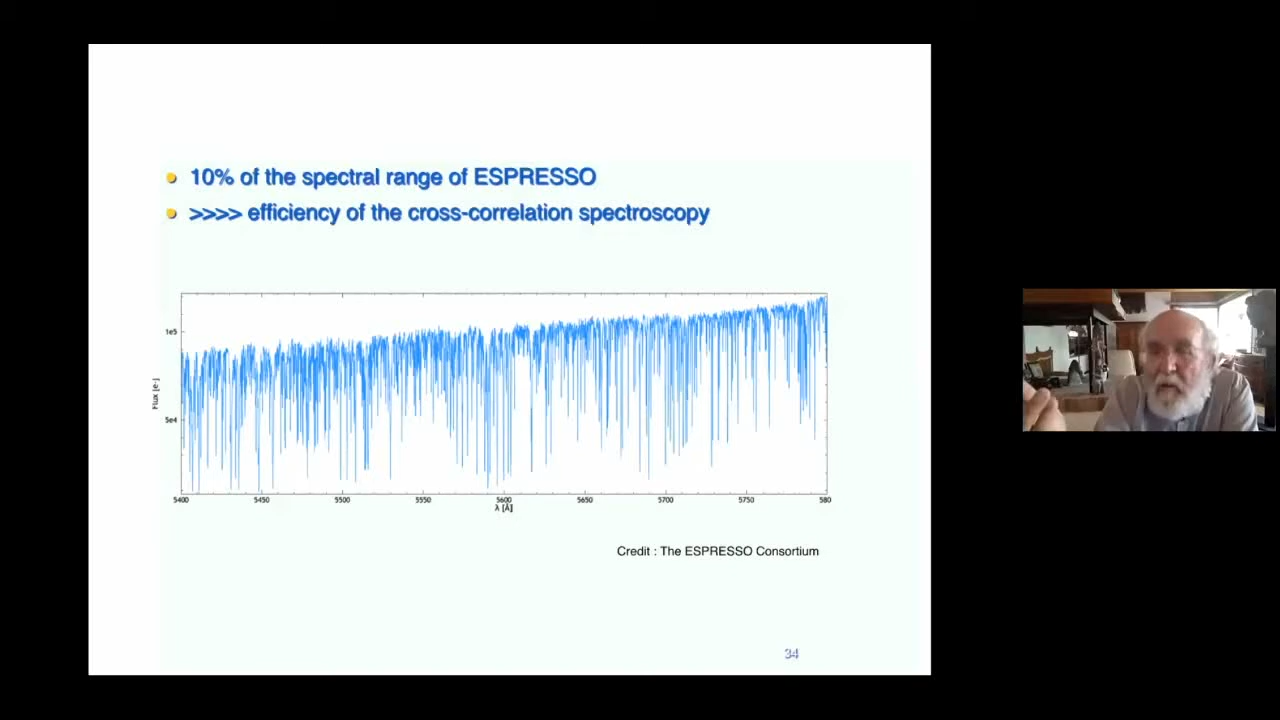 10% of the spectral range of ESPRESSO
>>>> efficiency of the cross-correlation spectroscopy
1e5
Flux [e-]
5e4
5400 5450 5500 5550 5600 5650 5700 5750 580
λ [Å]
Credit : The ESPRESSO Consortium
34